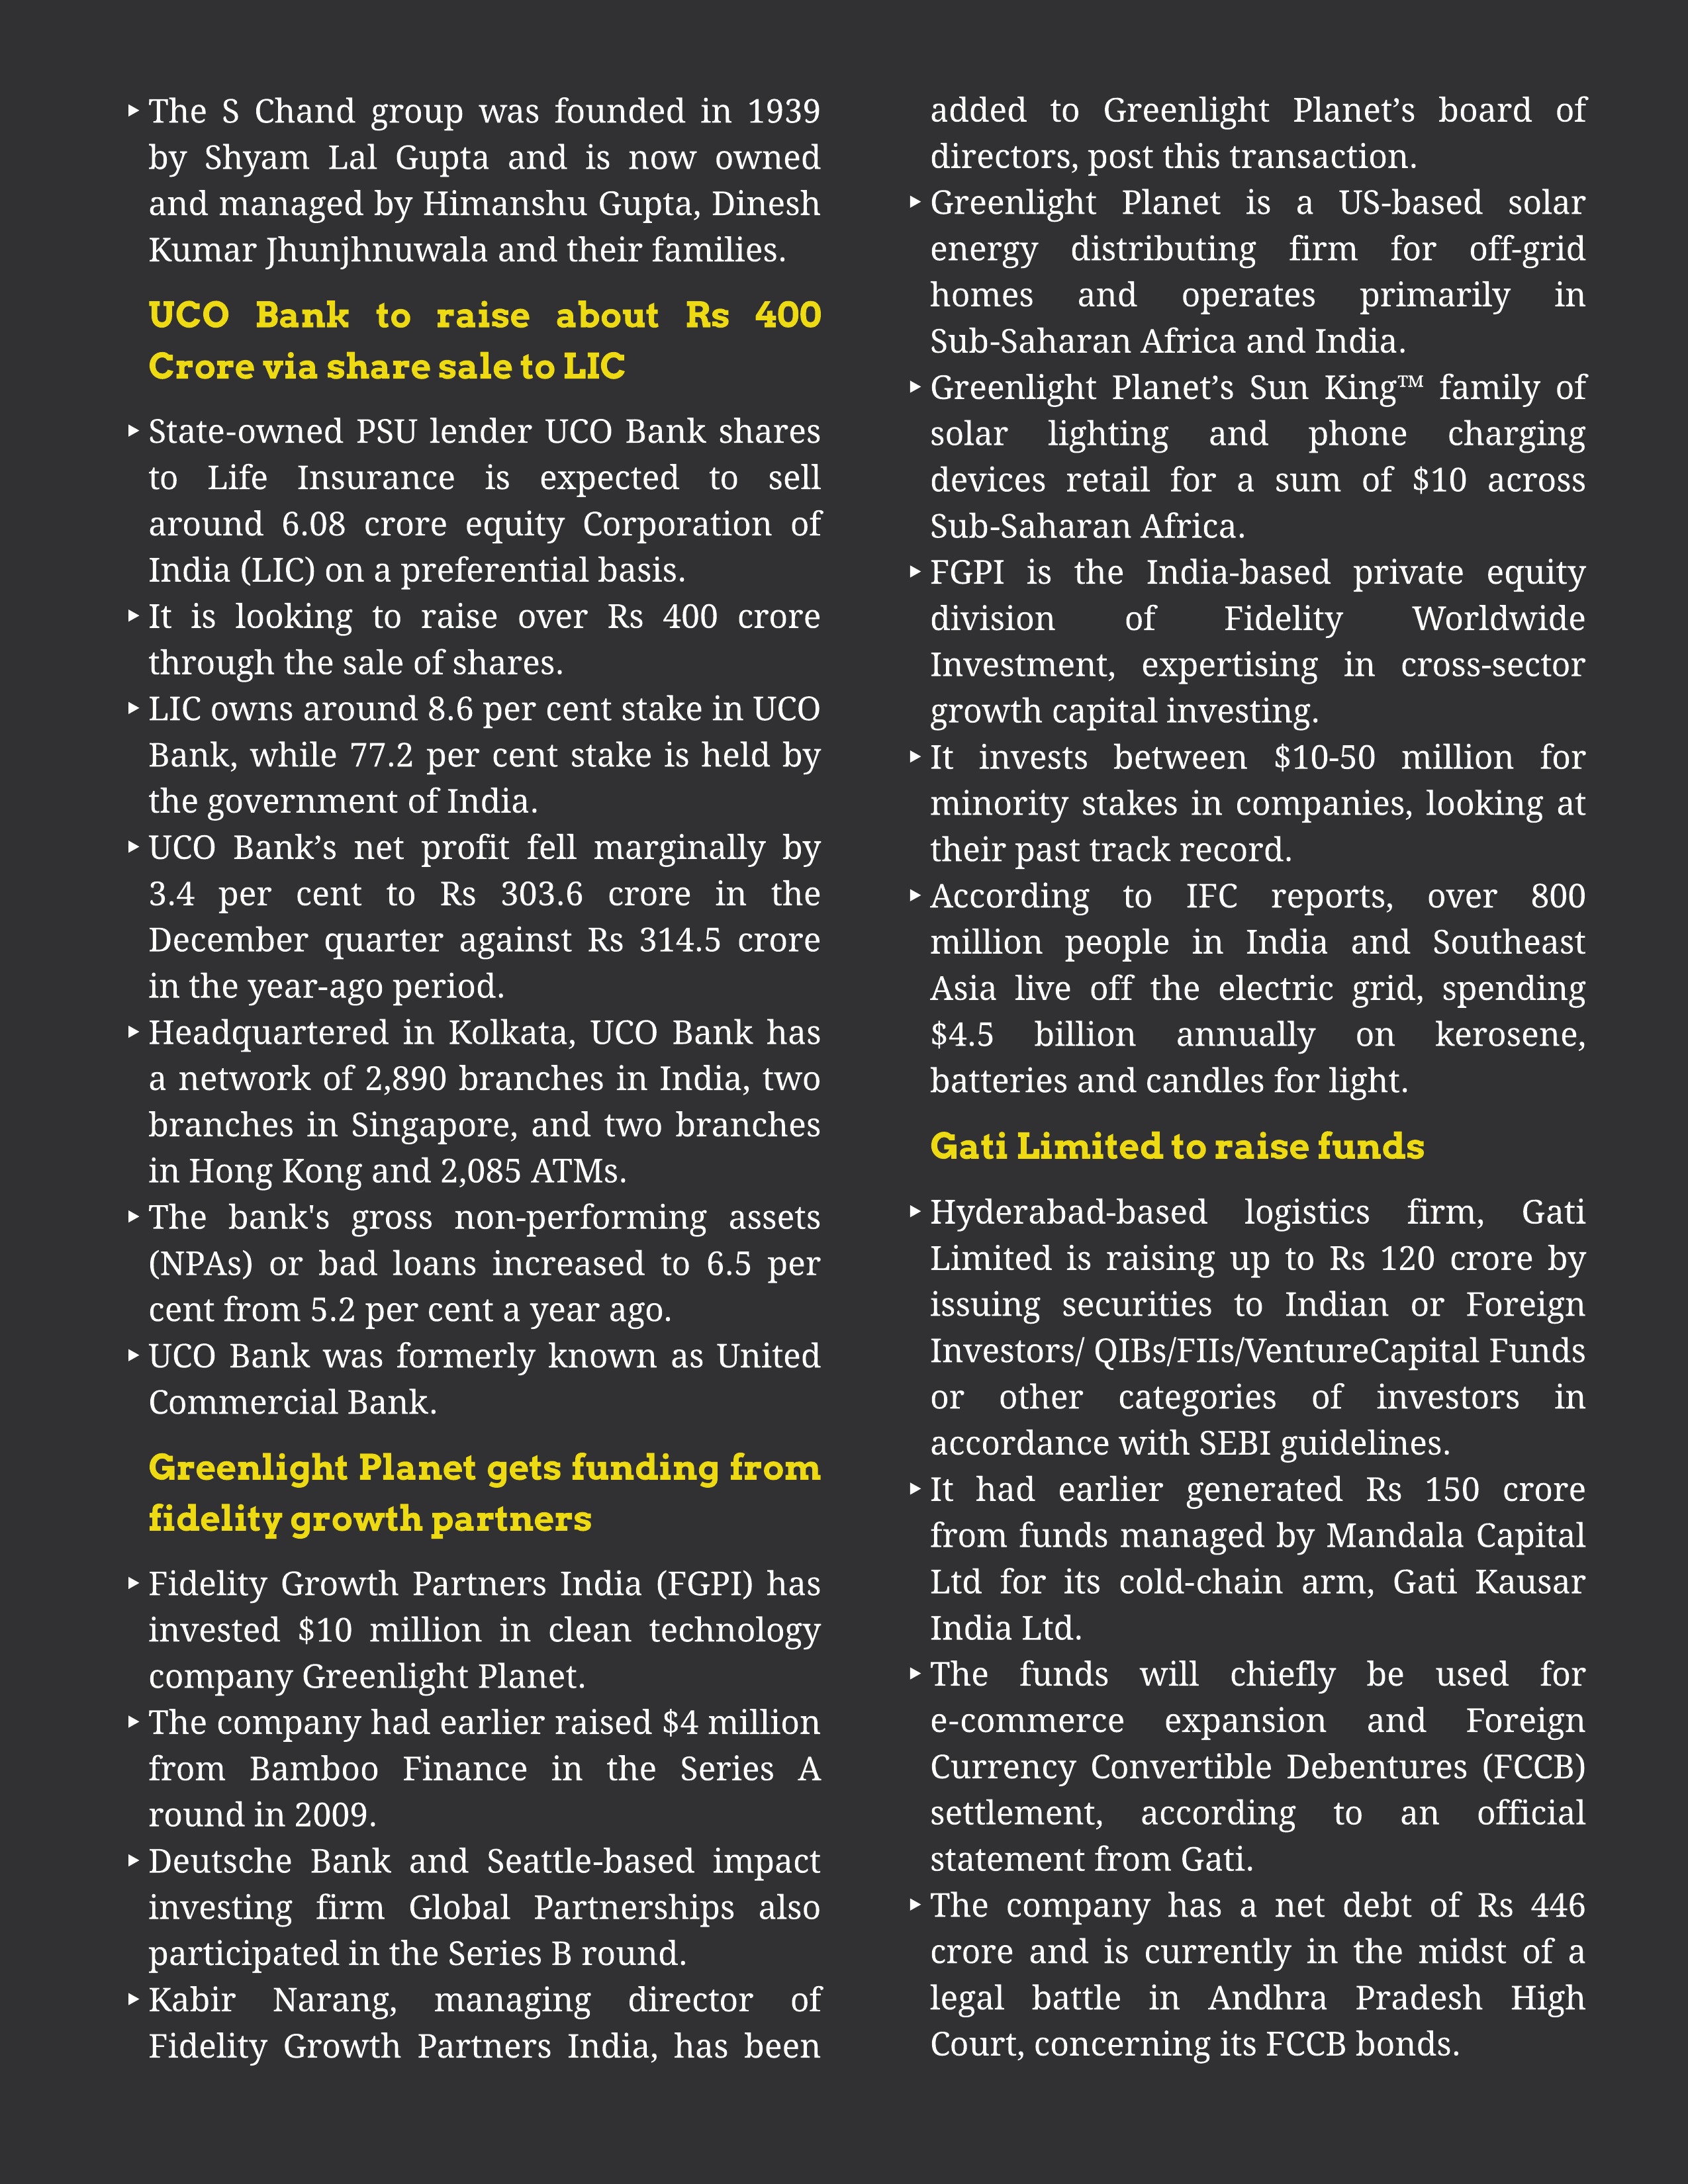 ‣ The S Chand group was founded in 1939
by Shyam Lal Gupta and is now owned
and managed by Himanshu Gupta, Dinesh
Kumar Jhunjhnuwala and their families.
UCO Bank to raise about Rs 400
Crore via share sale to LIC
‣ State-owned PSU lender UCO Bank shares
to Life Insurance is expected to sell
around 6.08 crore equity Corporation of
India (LIC) on a preferential basis.
‣ It is looking to raise over Rs 400 crore
through the sale of shares.
‣ LIC owns around 8.6 per cent stake in UCO
Bank, while 77.2 per cent stake is held by
the government of India.
‣ UCO Bank’s net profit fell marginally by
3.4 per cent to Rs 303.6 crore in the
December quarter against Rs 314.5 crore
in the year-ago period.
‣ Headquartered in Kolkata, UCO Bank has
a network of 2,890 branches in India, two
branches in Singapore, and two branches
in Hong Kong and 2,085 ATMs.
‣ The bank's gross non-performing assets
(NPAs) or bad loans increased to 6.5 per
cent from 5.2 per cent a year ago.
‣ UCO Bank was formerly known as United
Commercial Bank.
Greenlight Planet gets funding from
fidelity growth partners
‣ Fidelity Growth Partners India (FGPI) has
invested $10 million in clean technology
company Greenlight Planet.
‣ The company had earlier raised $4 million
from Bamboo Finance in the Series A
round in 2009.
‣ Deutsche Bank and Seattle-based impact
investing firm Global Partnerships also
participated in the Series B round.
‣ Kabir Narang, managing director of
Fidelity Growth Partners India, has been
added to Greenlight Planet’s board of
directors, post this transaction.
‣ Greenlight Planet is a US-based solar
energy distributing firm for off-grid
homes and operates primarily in
Sub-Saharan Africa and India.
‣ Greenlight Planet’s Sun King™ family of
solar lighting and phone charging
devices retail for a sum of $10 across
Sub-Saharan Africa.
‣ FGPI is the India-based private equity
division of Fidelity Worldwide
Investment, expertising in cross-sector
growth capital investing.
‣ It invests between $10-50 million for
minority stakes in companies, looking at
their past track record.
‣ According to IFC reports, over 800
million people in India and Southeast
Asia live off the electric grid, spending
$4.5 billion annually on kerosene,
batteries and candles for light.
Gati Limited to raise funds
‣ Hyderabad-based logistics firm, Gati
Limited is raising up to Rs 120 crore by
issuing securities to Indian or Foreign
Investors/ QIBs/FIIs/VentureCapital Funds
or other categories of investors in
accordance with SEBI guidelines.
‣ It had earlier generated Rs 150 crore
from funds managed by Mandala Capital
Ltd for its cold-chain arm, Gati Kausar
India Ltd.
‣ The funds will chiefly be used for
e-commerce expansion and Foreign
Currency Convertible Debentures (FCCB)
settlement, according to an official
statement from Gati.
‣ The company has a net debt of Rs 446
crore and is currently in the midst of a
legal battle in Andhra Pradesh High
Court, concerning its FCCB bonds.